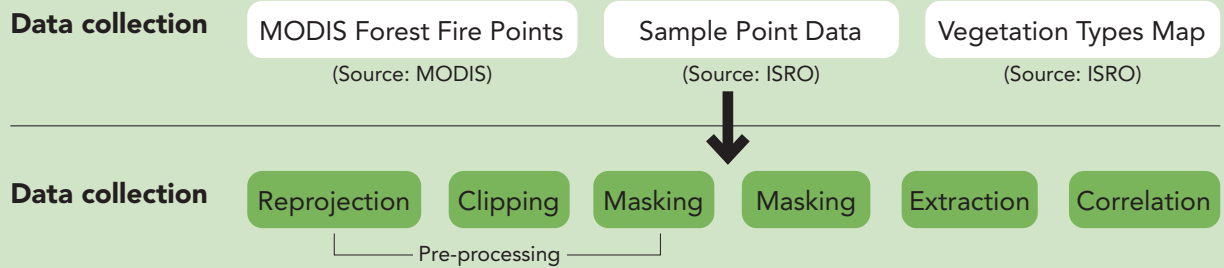 Data collection
MODIS Forest Fire Points
Sample Point Data
Vegetation Types Map
(Source: MODIS)
(Source: ISRO)
(Source: ISRO)
Data collection
Reprojection
Clipping
Masking
Masking
Extraction
Correlation
Pre-processing